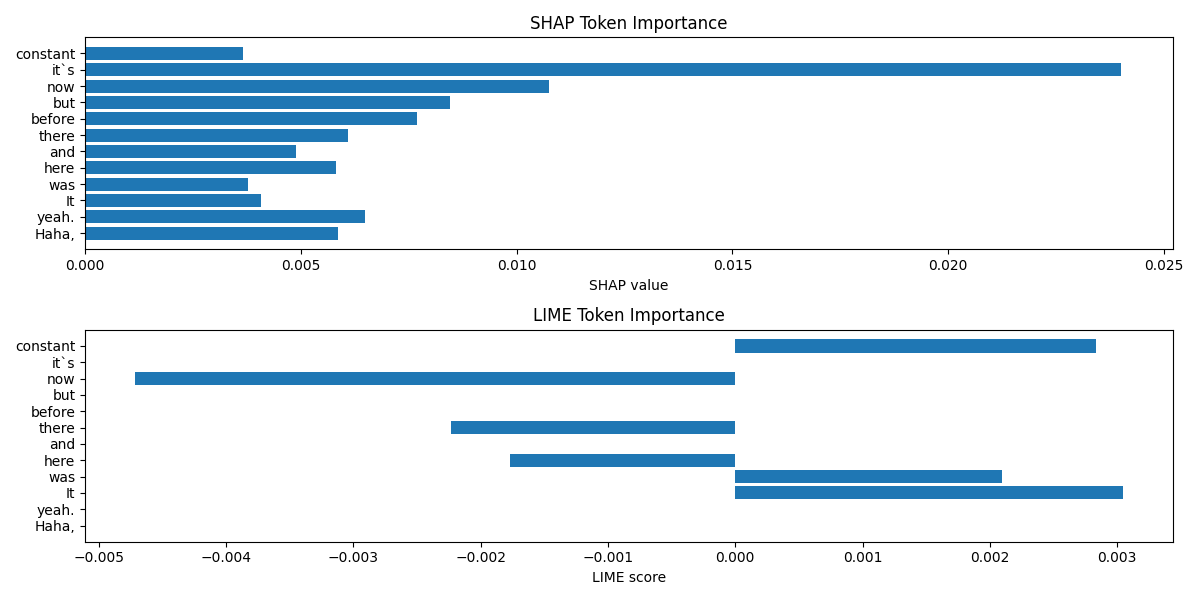 SHAP Token Importance
constant
it`s
now
but
before
there
and
here
was
It
yeah.
Haha,
0.000 0.005 0.010 0.015 0.020 0.025
SHAP value
LIME Token Importance
constant
it`s
now
but
before
there
and
here
was
It
yeah.
Haha,
−0.005 −0.004 −0.003 −0.002 −0.001 0.000 0.001 0.002 0.003
LIME score